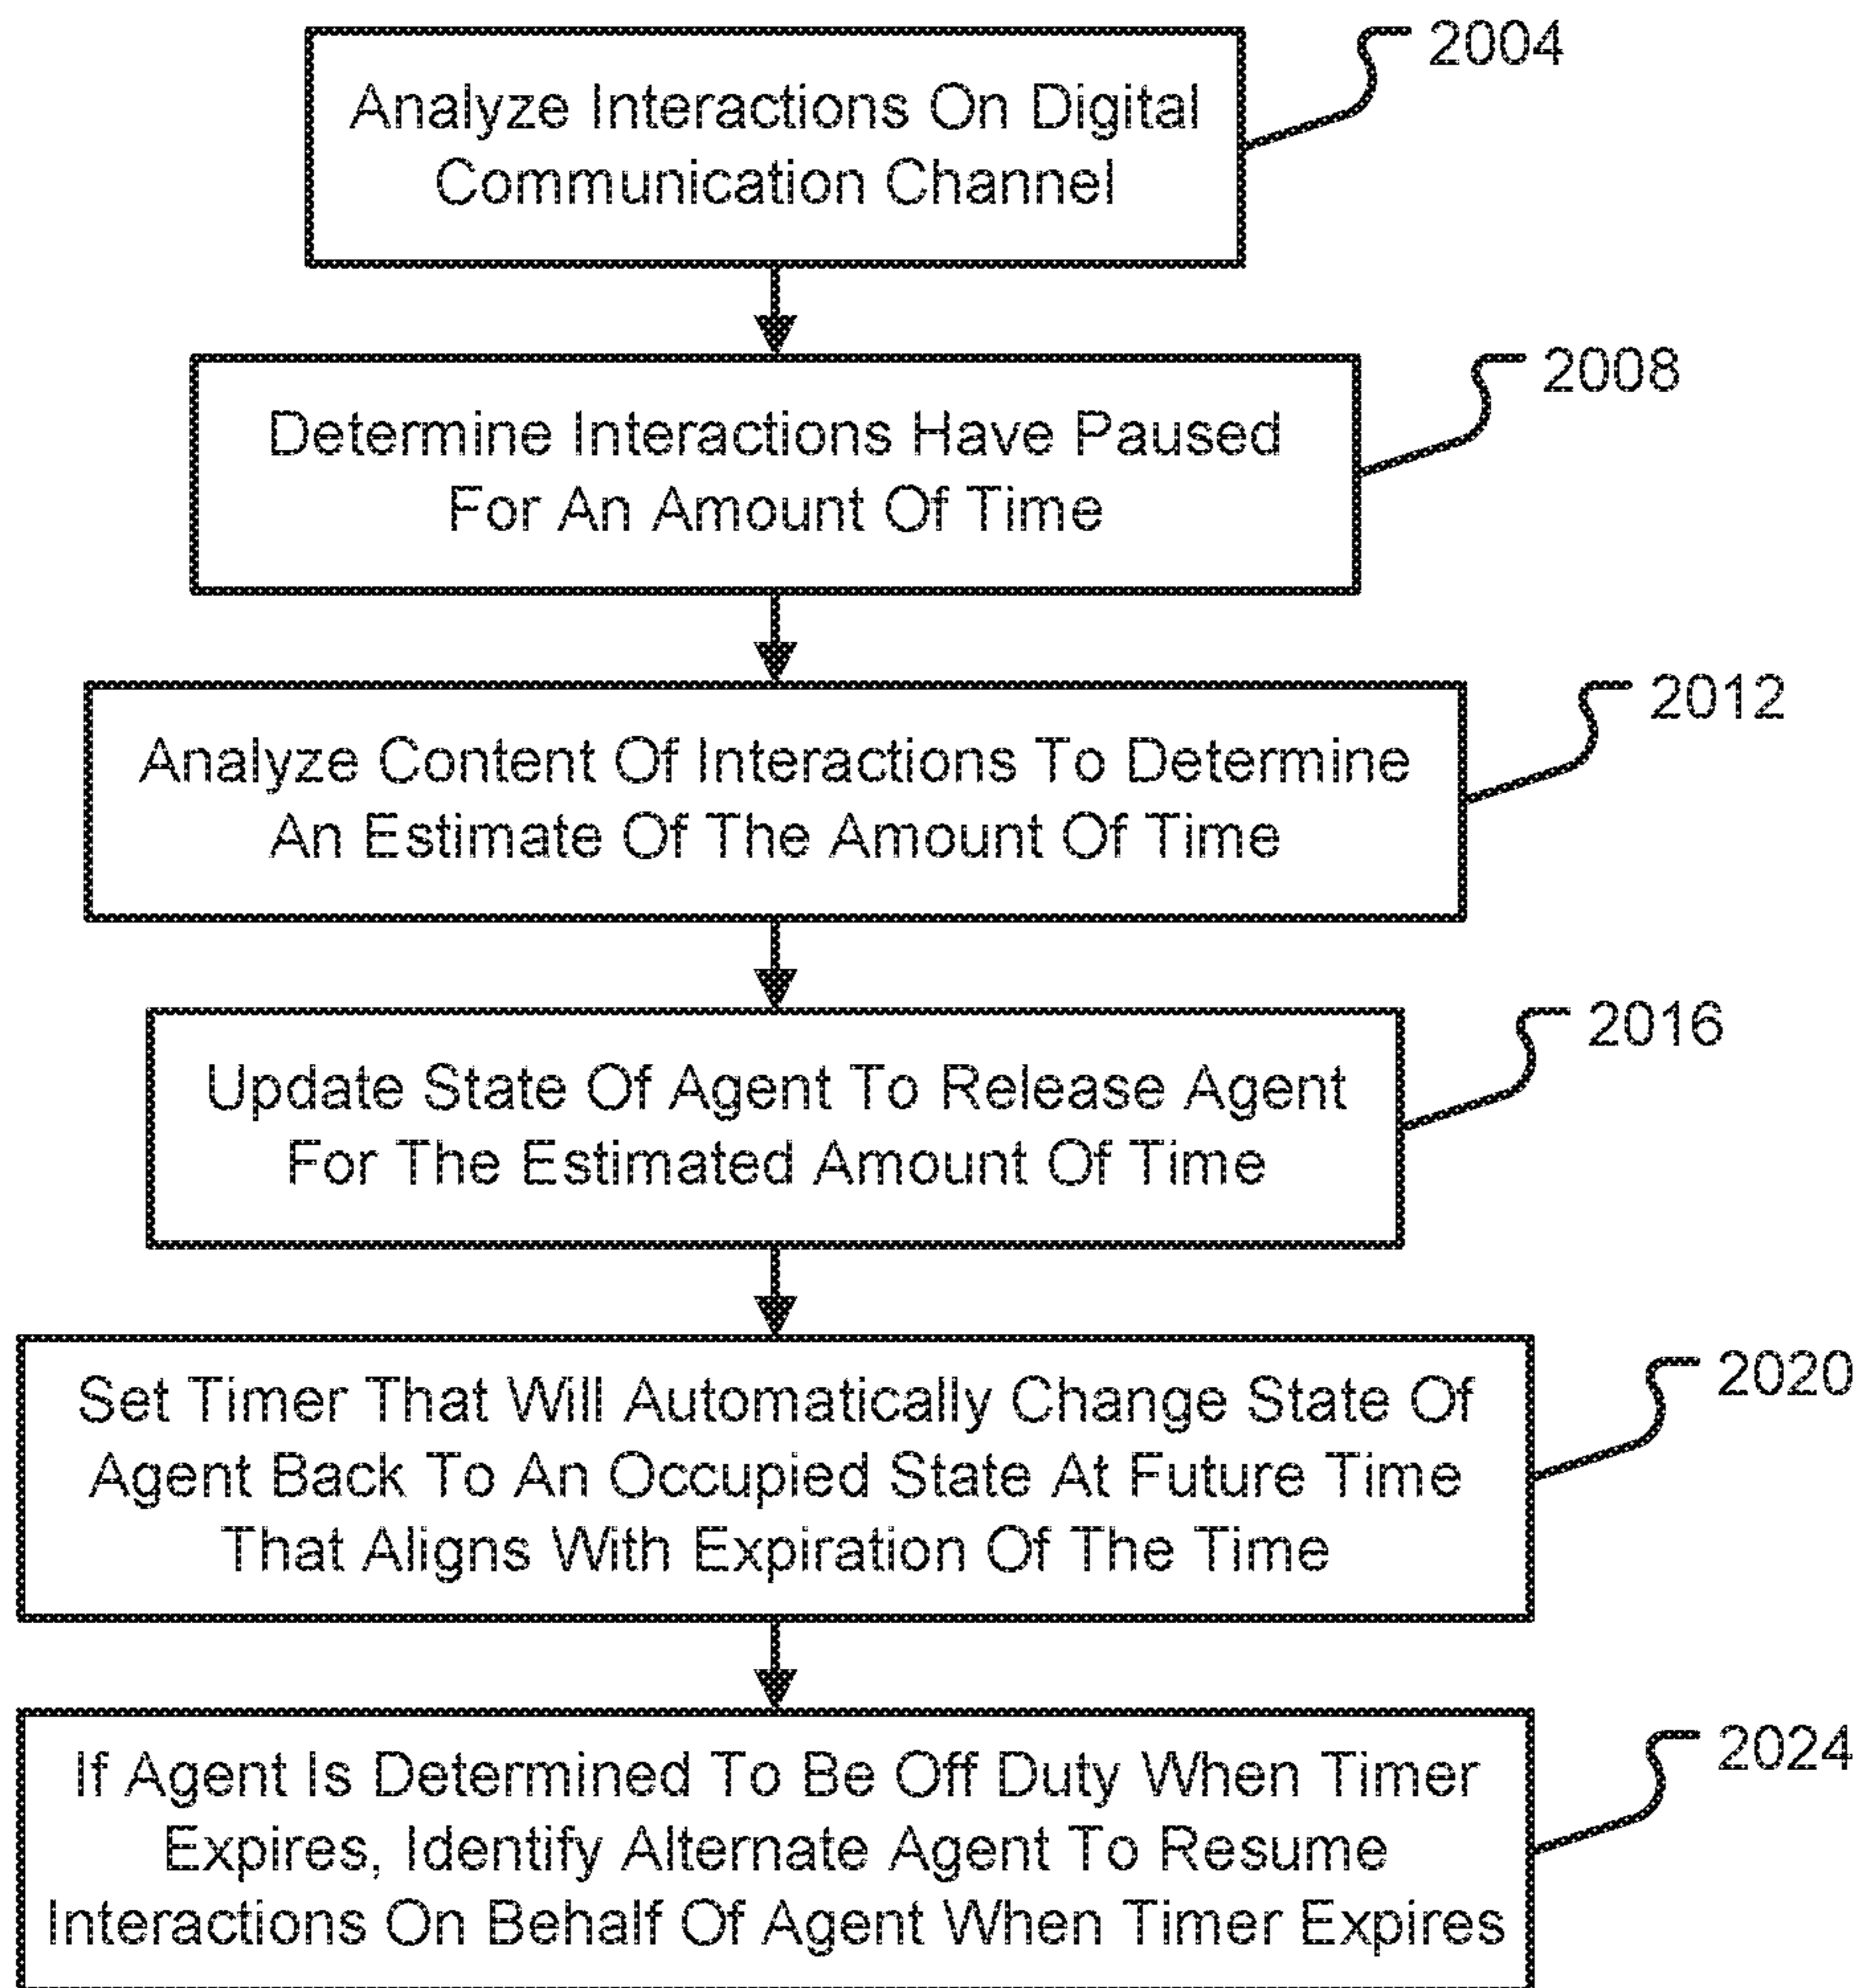 Analyze Interactions On Digital
Communication Channel
2004
Determine Interactions Have Paused
For An Amount Of Time
2008
Analyze Content Of Interactions To Determine
An Estimate Of The Amount Of Time
2012
Update State Of Agent To Release Agent
For The Estimated Amount Of Time
2016
Set Timer That Will Automatically Change State Of
Agent Back To An Occupied State At Future Time
That Aligns With Expiration Of The Time
2020
If Agent Is Determined To Be Off Duty When Timer
Expires, Identify Alternate Agent To Resume
Interactions On Behalf Of Agent When Timer Expires
2024